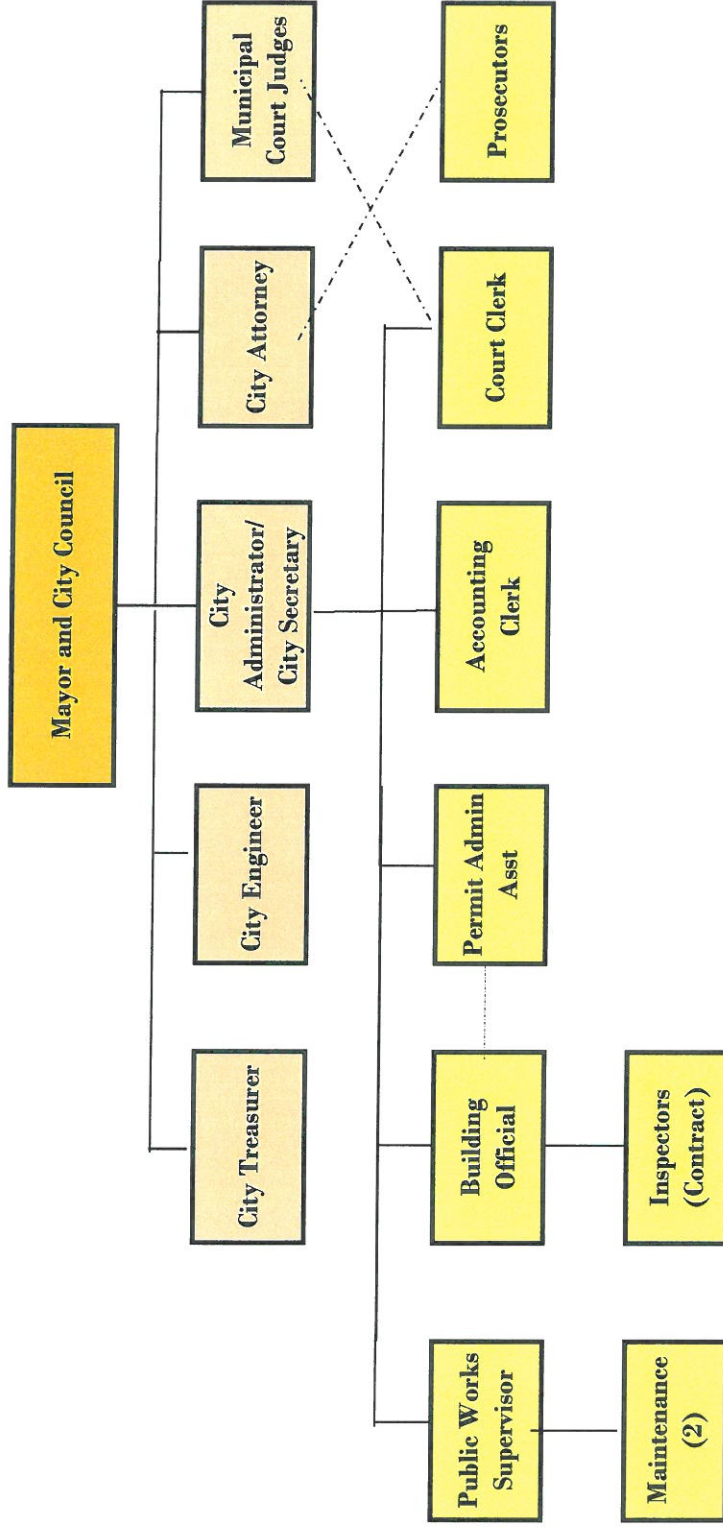 Mayor and City Council
City Treasurer
City Engineer
City
Administrator/
City Secretary
City Attorney
Municipal
Court Judges
Public Works
Supervisor
Building
Official
Permit Admin
Asst
Accounting
Clerk
Court Clerk
Prosecutors
Maintenance
(2)
Inspectors
(Contract)